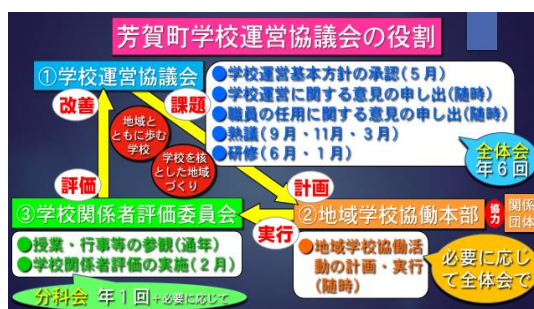 芳賀町学校運営協議会の役割
①学校運営協議会
●学校運営基本方針の承認(5月)
●学校運営に関する意見の申し出(随時)
●職員の任用に関する意見の申し出(随時)
●熟議(9月・11月・3月)
●研修(6月・1月)
全体会
年6回
改善
課題
地域と
ともに歩む
学校
学校を核
とした地域
づくり
評価
計画
③学校関係者評価委員会
②地域学校協働本部
協力
関係
団体
実行
●授業・行事等の参観(通年)
●学校関係者評価の実施(2月)
●地域学校協働活
動の計画・実行
(随時)
必要に応じ
て全体会で
分科会 年1回+必要に応じて